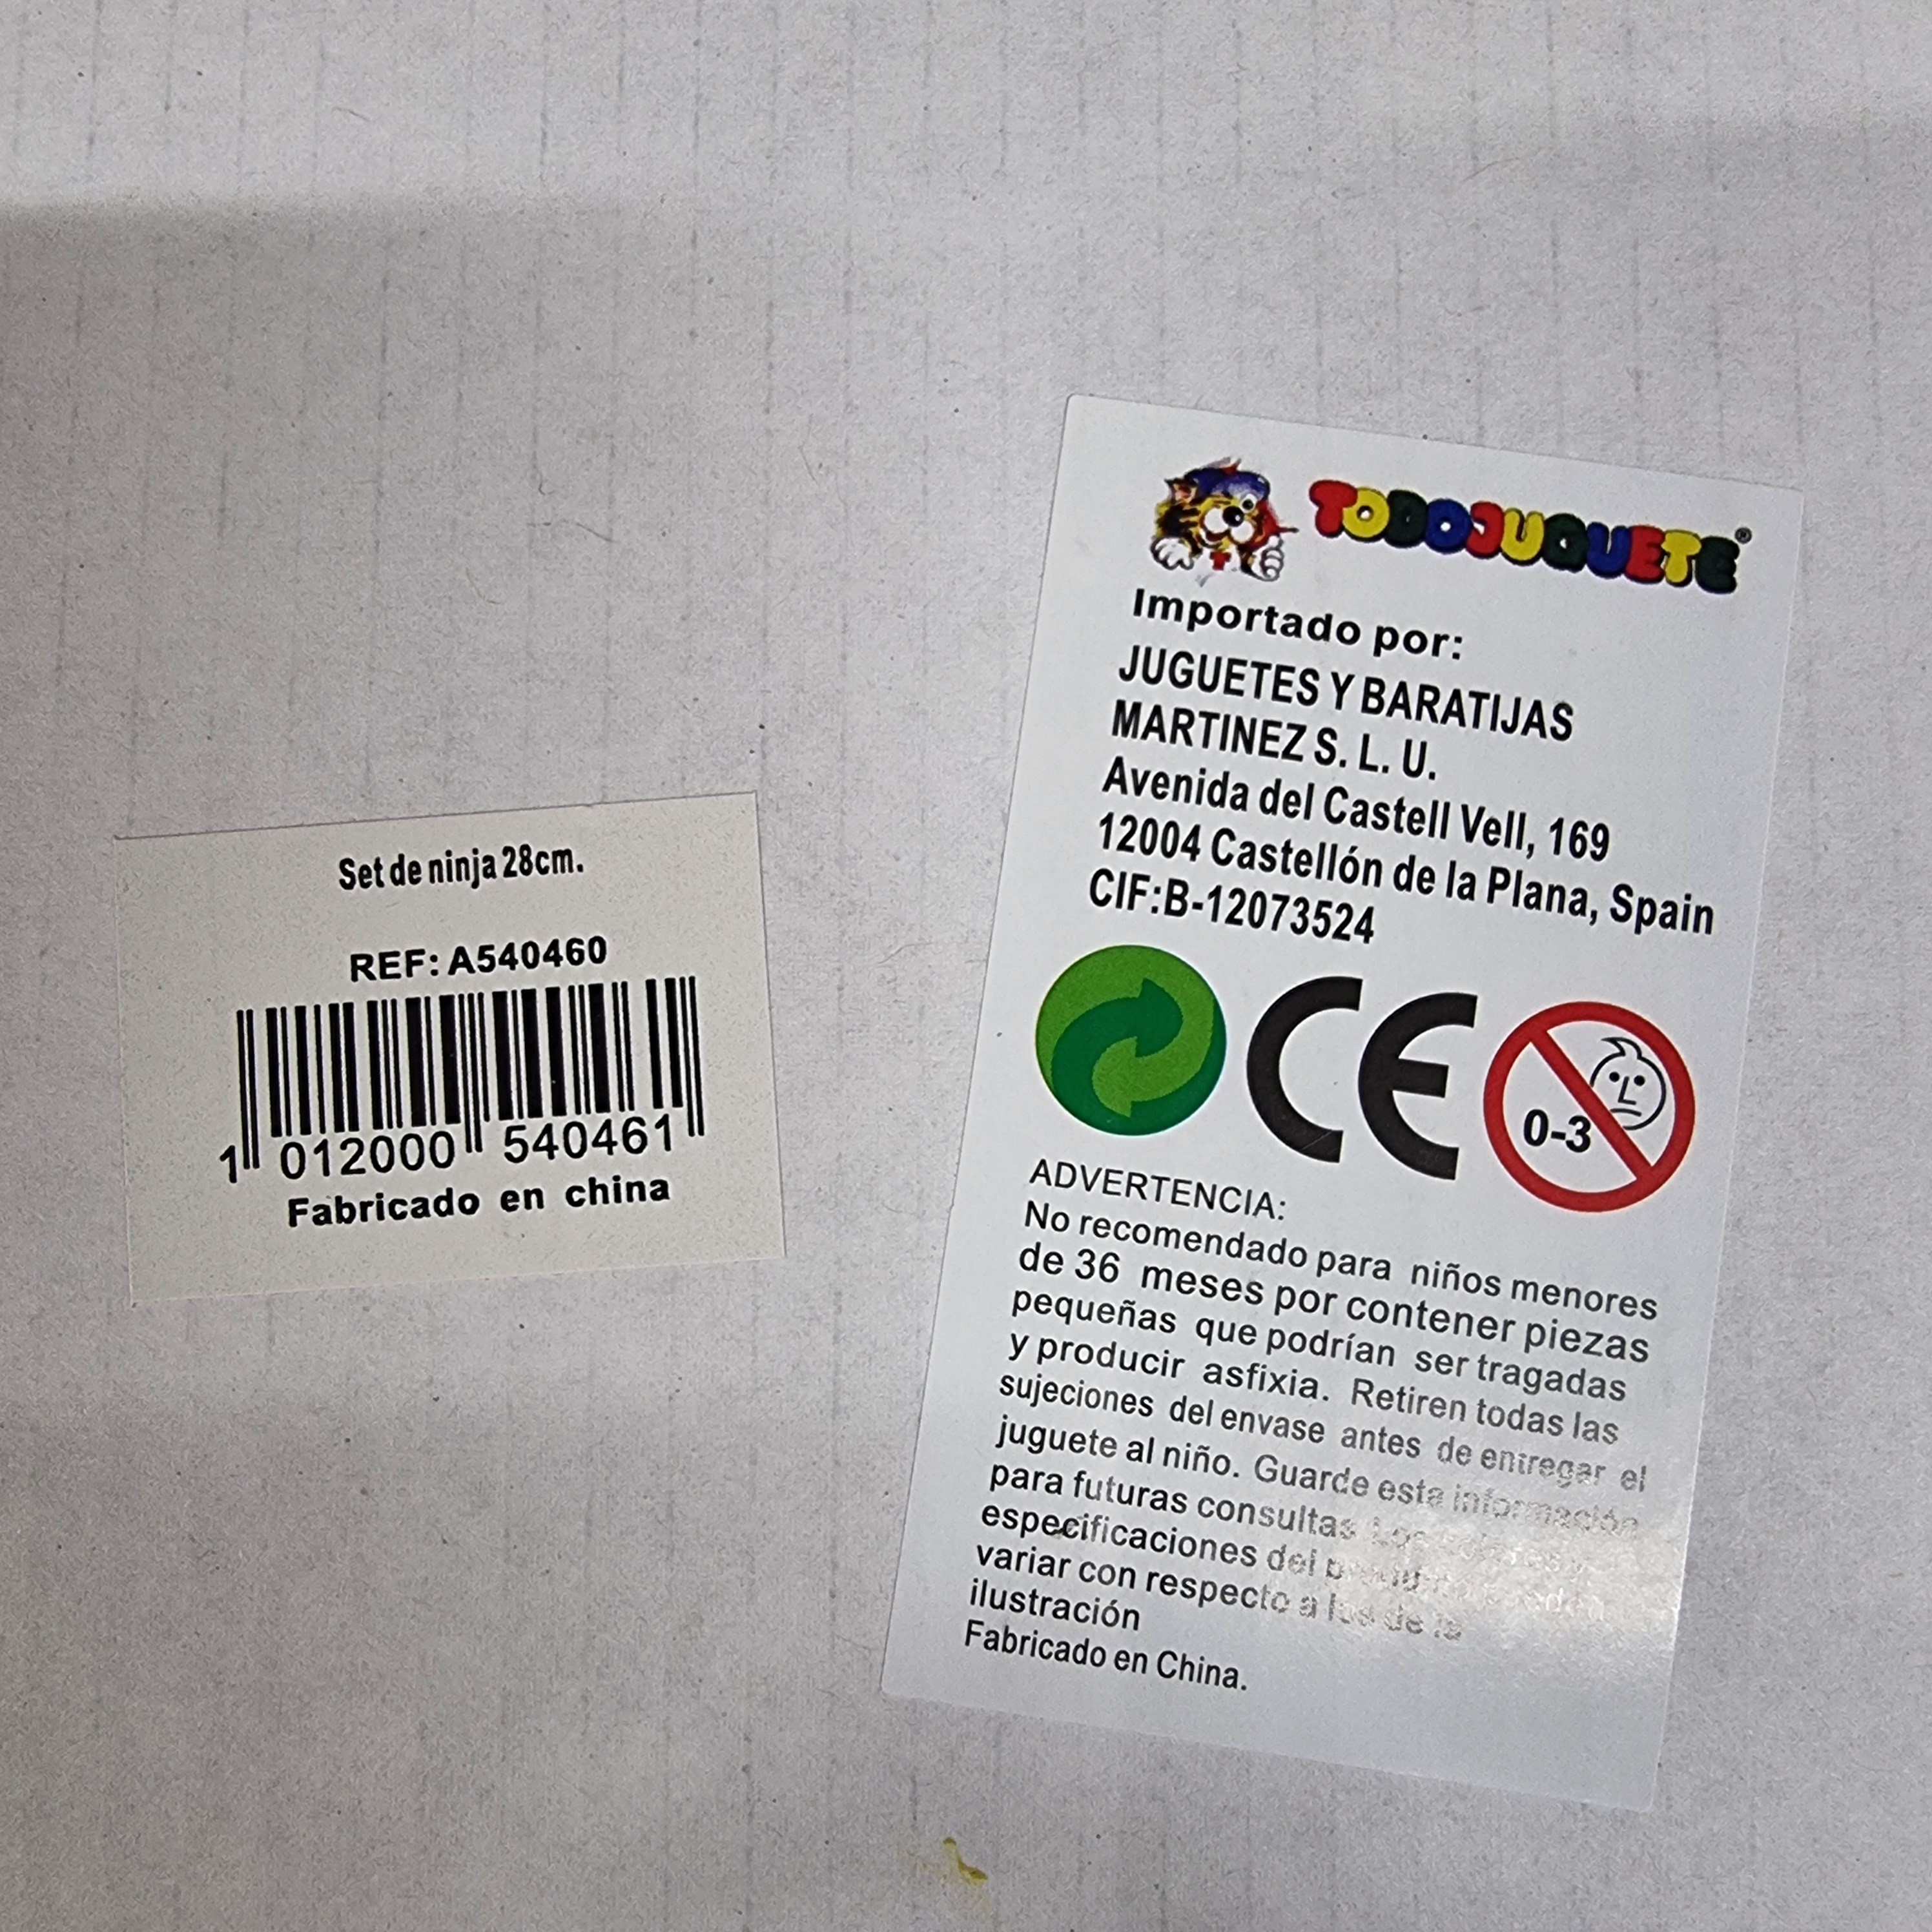 Set de ninja 28cm.
REF: A540460
1 012000 540461
Fabricado en china
TODOJUGUETE®
Importado por:
JUGUETES Y BARATIJAS
MARTINEZ S. L. U.
Avenida del Castell Vell, 169
12004 Castellón de la Plana, Spain
CIF:B-12073524
CE
0-3
ADVERTENCIA:
No recomendado para niños menores
de 36 meses por contener piezas
pequeñas que podrían ser tragadas
y producir asfixia. Retiren todas las
sujeciones del envase antes de entregar el
juguete al niño. Guarde esta información
para futuras consultas Los
especificaciones del
variar con respecto a los de la
ilustración
Fabricado en China.